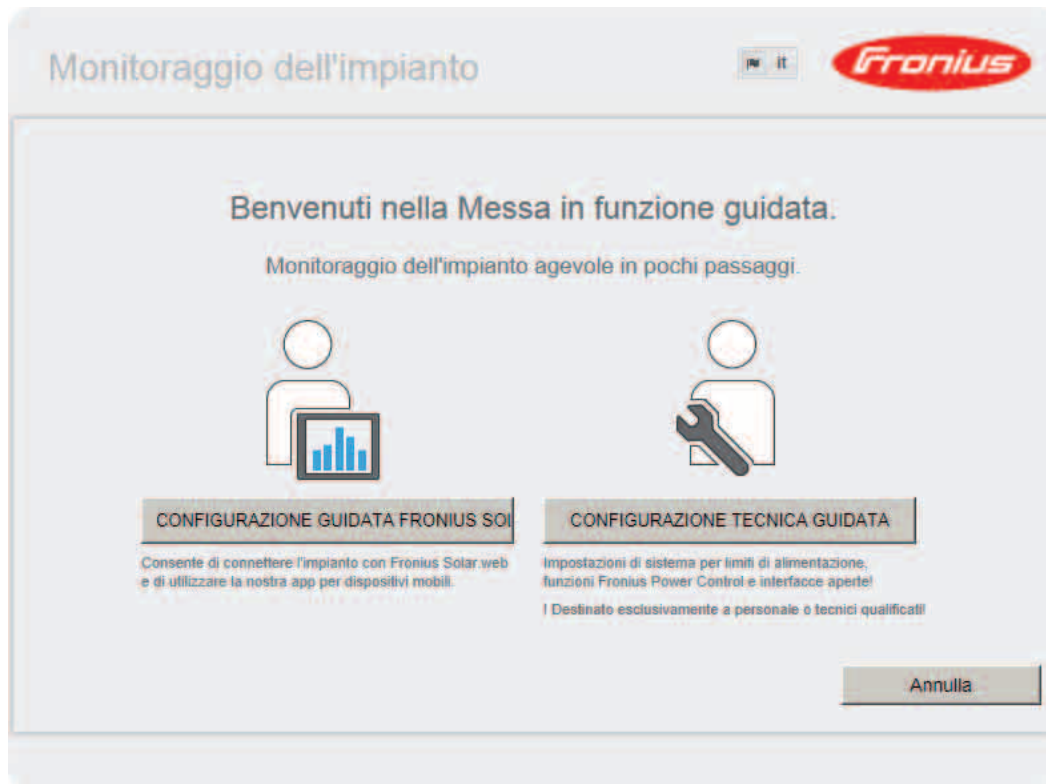 Monitoraggio dell'impianto
it
Fronius
Benvenuti nella Messa in funzione guidata.
Monitoraggio dell'impianto agevole in pochi passaggi.
CONFIGURAZIONE GUIDATA FRONIUS SOL
Consente di connettere l'impianto con Fronius Solar.web
e di utilizzare la nostra app per dispositivi mobili.
CONFIGURAZIONE TECNICA GUIDATA
Impostazioni di sistema per limiti di alimentazione,
funzioni Fronius Power Control e interfacce aperte!
! Destinato esclusivamente a personale o tecnici qualificati!
Annulla